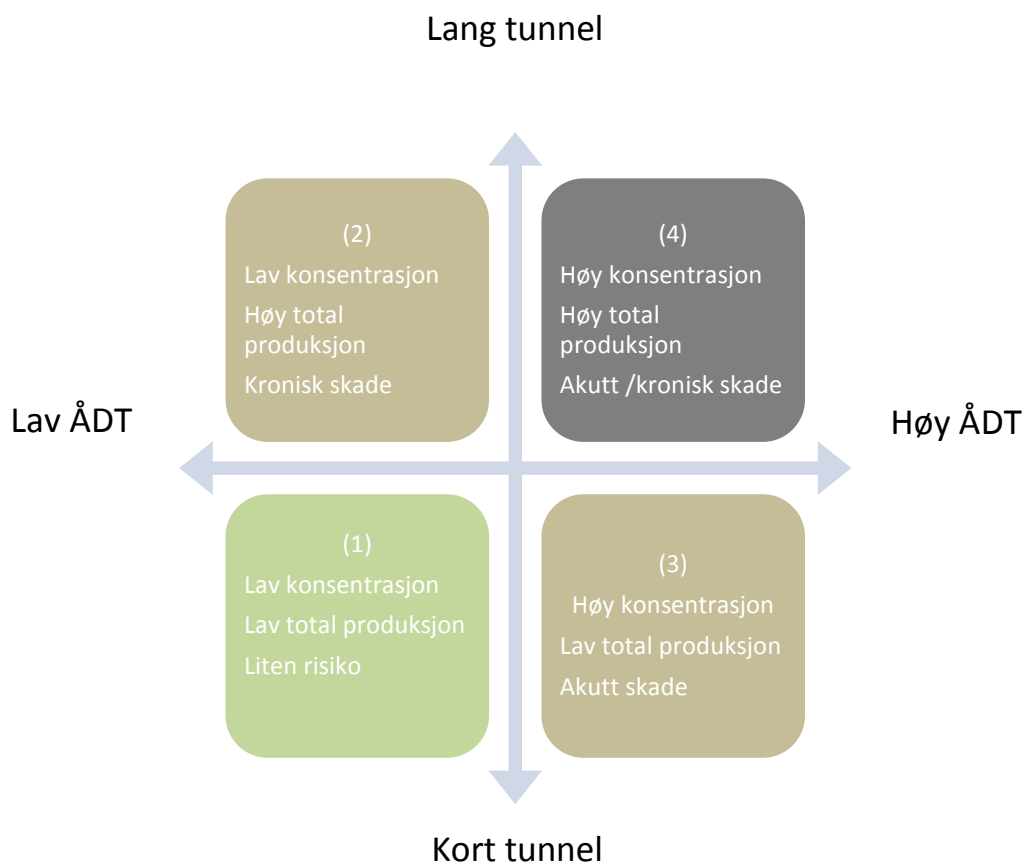 Lang tunnel
(2)
Lav konsentrasjon
Høy total
produksjon
Kronisk skade
(4)
Høy konsentrasjon
Høy total
produksjon
Akutt /kronisk skade
Lav ÅDT
Høy ÅDT
(1)
Lav konsentrasjon
Lav total produksjon
Liten risiko
(3)
Høy konsentrasjon
Lav total produksjon
Akutt skade
Kort tunnel